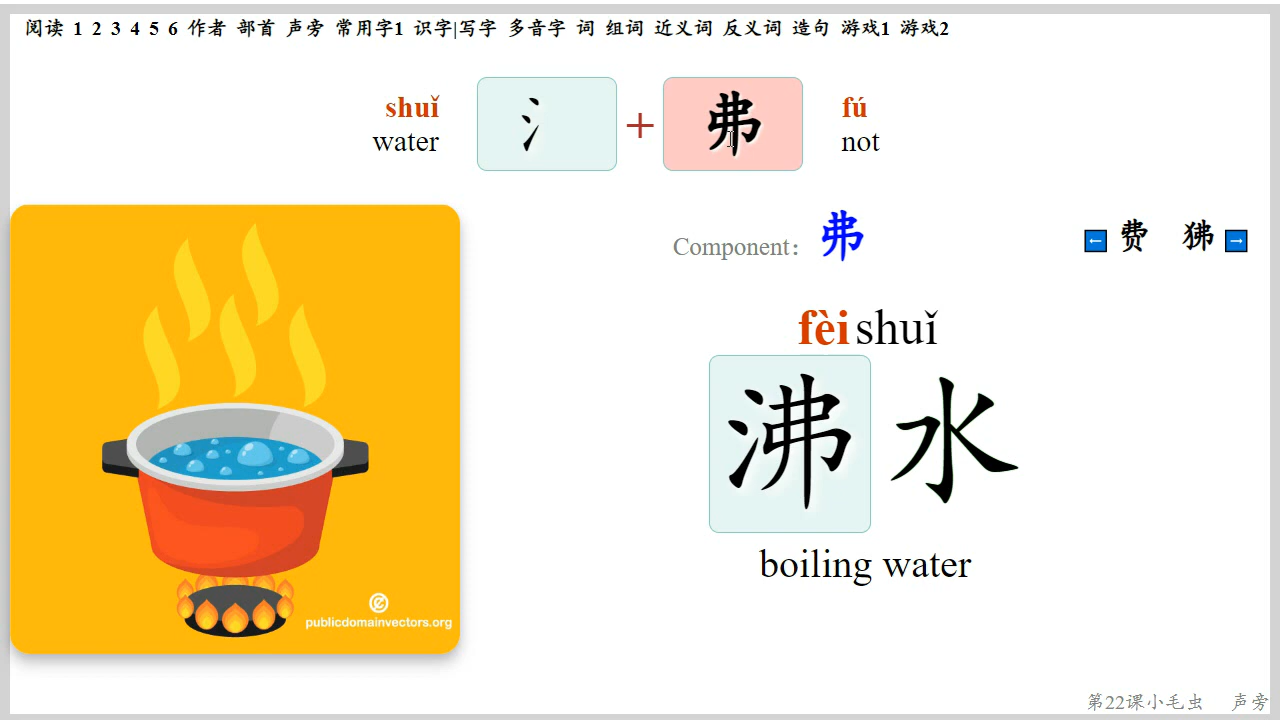 阅读 1 2 3 4 5 6 作者 部首 声旁 常用字1 识字|写字 多音字 词 组词 近义词 反义词 造句 游戏1 游戏2
shuǐ 氵 + 弗 fú
water not
Component: 弗 ← 费 狒 →
fèi shuǐ
沸水
boiling water
publicdomainvectors.org
第22课小毛虫 声旁